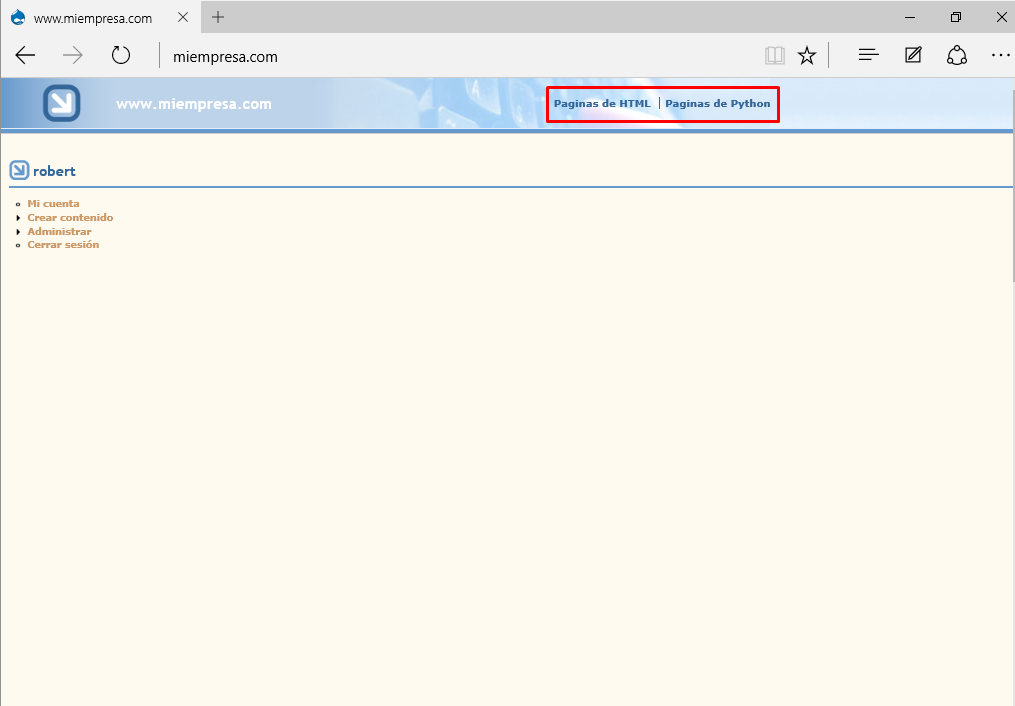 www.miempresa.com
miempresa.com
www.miempresa.com
Paginas de HTML | Paginas de Python
robert
Mi cuenta
Crear contenido
Administrar
Cerrar sesión